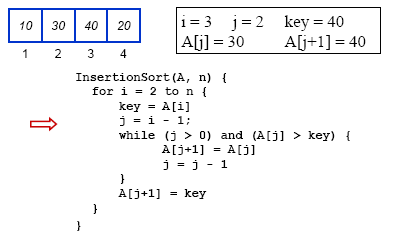 10 30 40 20
1 2 3 4
i = 3 j = 2 key = 40
A[j] = 30 A[j+1] = 40
InsertionSort(A, n) {
for i = 2 to n {
key = A[i]
j = i - 1;
while (j > 0) and (A[j] > key) {
A[j+1] = A[j]
j = j - 1
}
A[j+1] = key
}
}